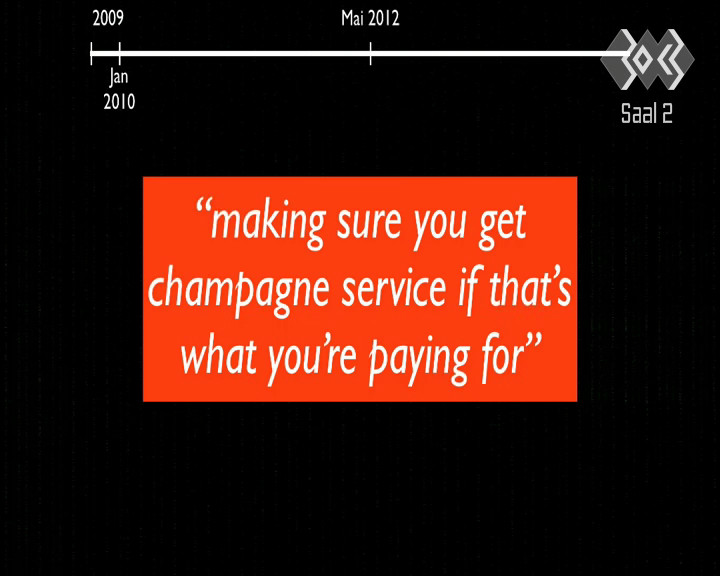 2009
Mai 2012
Jan
2010
30C3
Saal 2
“making sure you get
champagne service if that’s
what you’re paying for”